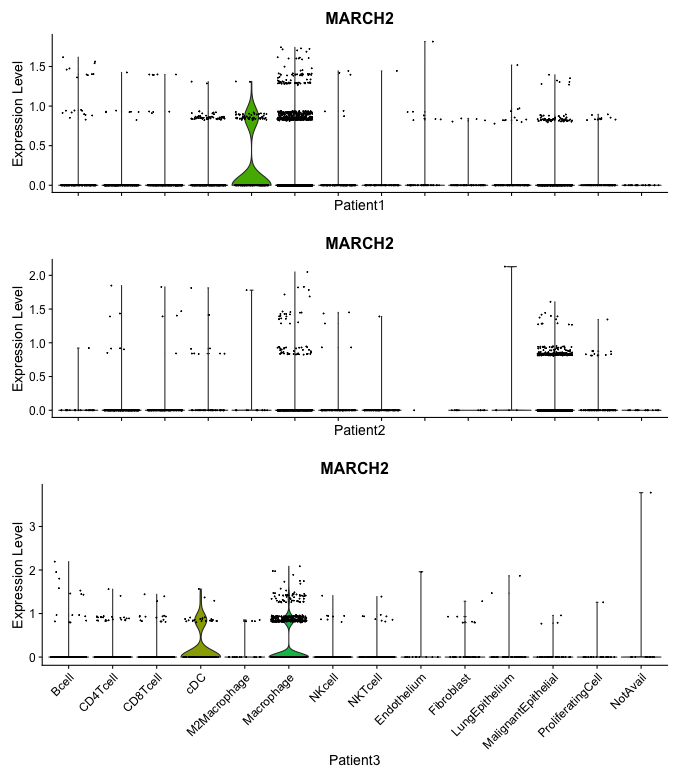 MARCH2
Expression Level
1.5
1.0
0.5
0.0
Patient1
MARCH2
Expression Level
2.0
1.5
1.0
0.5
0.0
Patient2
MARCH2
Expression Level
3
2
1
0
Bcell
CD4Tcell
CD8Tcell
cDC
M2Macrophage
Macrophage
NKcell
NKTcell
Endothelium
Fibroblast
LungEpithelium
MalignantEpithelial
ProliferatingCell
NotAvail
Patient3